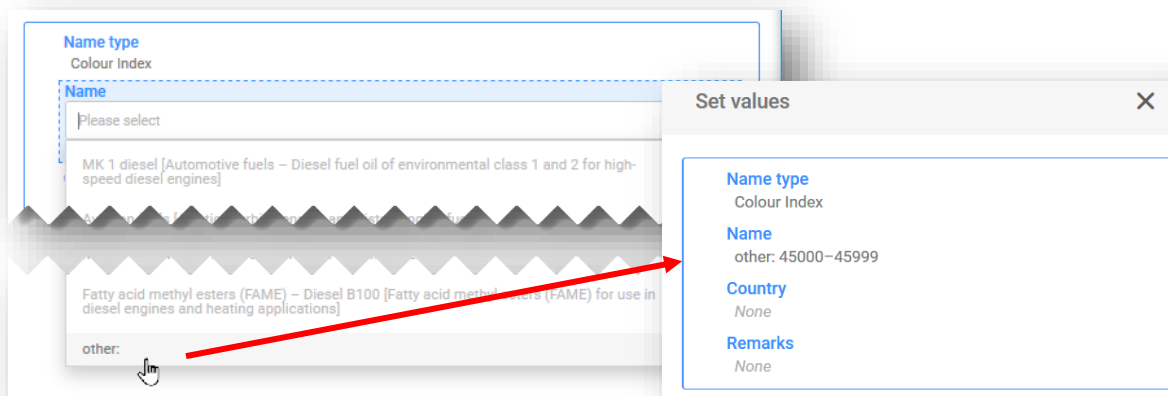 Name type
Colour Index
Name
Please select
MK 1 diesel [Automotive fuels – Diesel fuel oil of environmental class 1 and 2 for high-
speed diesel engines]
Fatty acid methyl esters (FAME) – Diesel B100 [Fatty acid methyl esters (FAME) for use in
diesel engines and heating applications]
other:
Set values
Name type
Colour Index
Name
other: 45000–45999
Country
None
Remarks
None